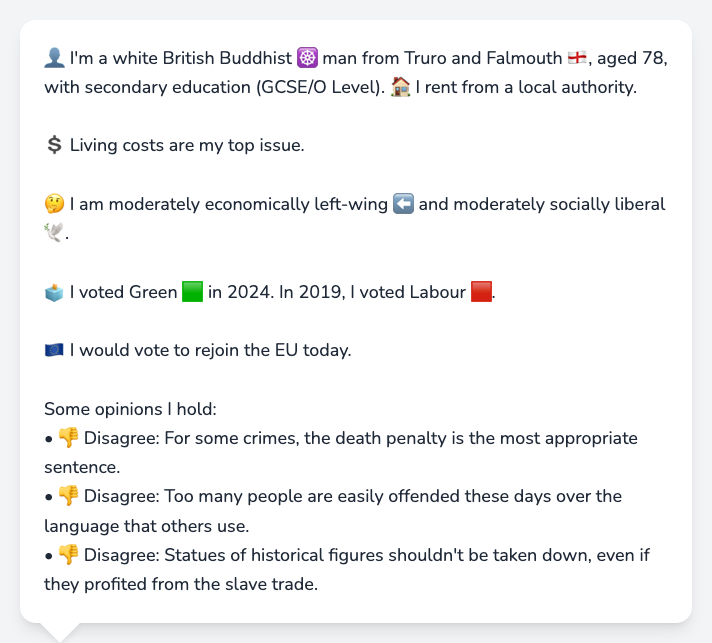 👤 I'm a white British Buddhist ☸️ man from Truro and Falmouth 🏴󠁧󠁢󠁥󠁮󠁧󠁿, aged 78,
with secondary education (GCSE/O Level). 🏠 I rent from a local authority.
💲 Living costs are my top issue.
🤔 I am moderately economically left-wing ⬅️ and moderately socially liberal
🕊️.
🗳️ I voted Green 🟩 in 2024. In 2019, I voted Labour 🟥.
🇪🇺 I would vote to rejoin the EU today.
Some opinions I hold:
• 👎 Disagree: For some crimes, the death penalty is the most appropriate
sentence.
• 👎 Disagree: Too many people are easily offended these days over the
language that others use.
• 👎 Disagree: Statues of historical figures shouldn't be taken down, even if
they profited from the slave trade.